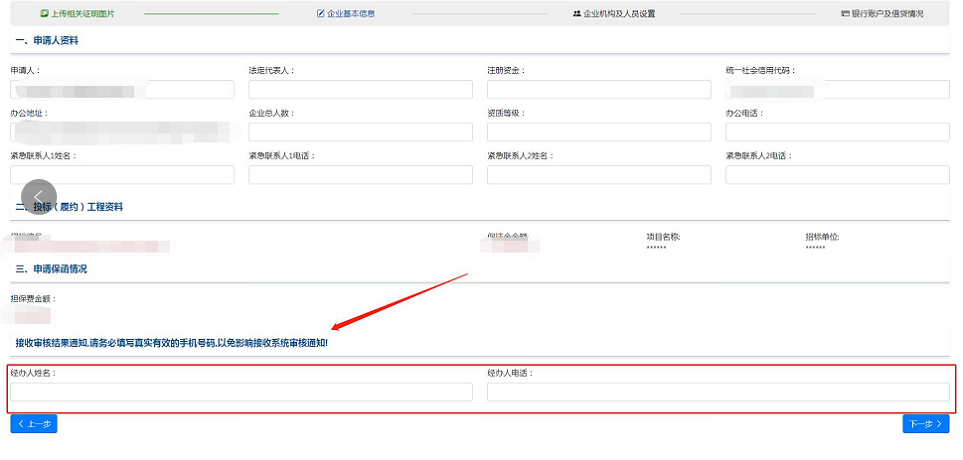 上传相关证明图片 企业基本信息 企业机构及人员设置 银行账户及借贷情况
一、申请人资料
申请人： 法定代表人： 注册资金： 统一社会信用代码：
办公地址： 企业总人数： 资质等级： 办公电话：
紧急联系人1姓名： 紧急联系人1电话： 紧急联系人2姓名： 紧急联系人2电话：
二、投标（履约）工程资料
保证金金额: 项目名称: 招标单位:
****** ******
三、申请保函情况
担保费金额：
接收审核结果通知,请务必填写真实有效的手机号码,以免影响接收系统审核通知!
经办人姓名： 经办人电话：
上一步 下一步